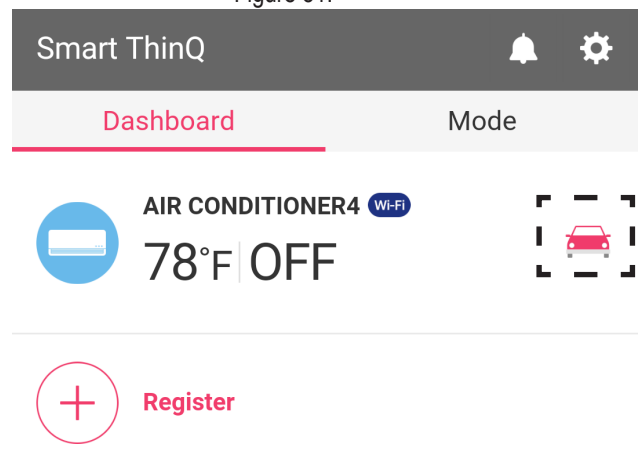 Smart ThinQ
Dashboard Mode
AIR CONDITIONER4 Wi-Fi
78°F OFF
Register